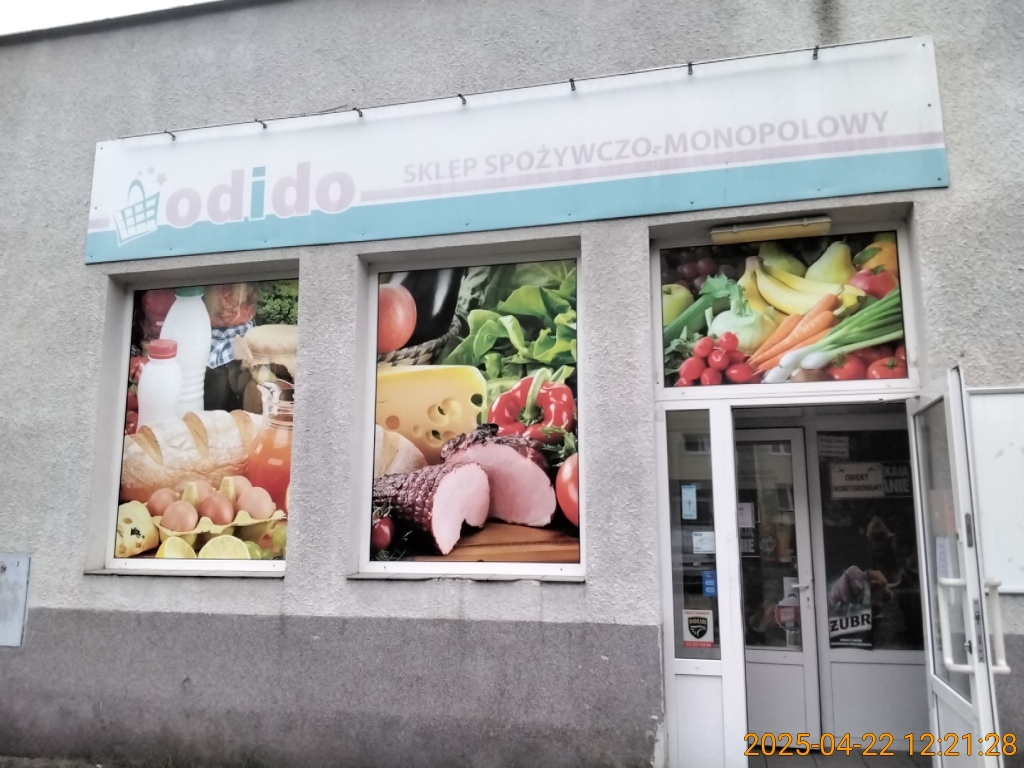 odido
SKLEP SPOŻYWCZO-MONOPOLOWY
OBIEKT
MONITOROWANY
ŻUBR
2025-04-22 12:21:28